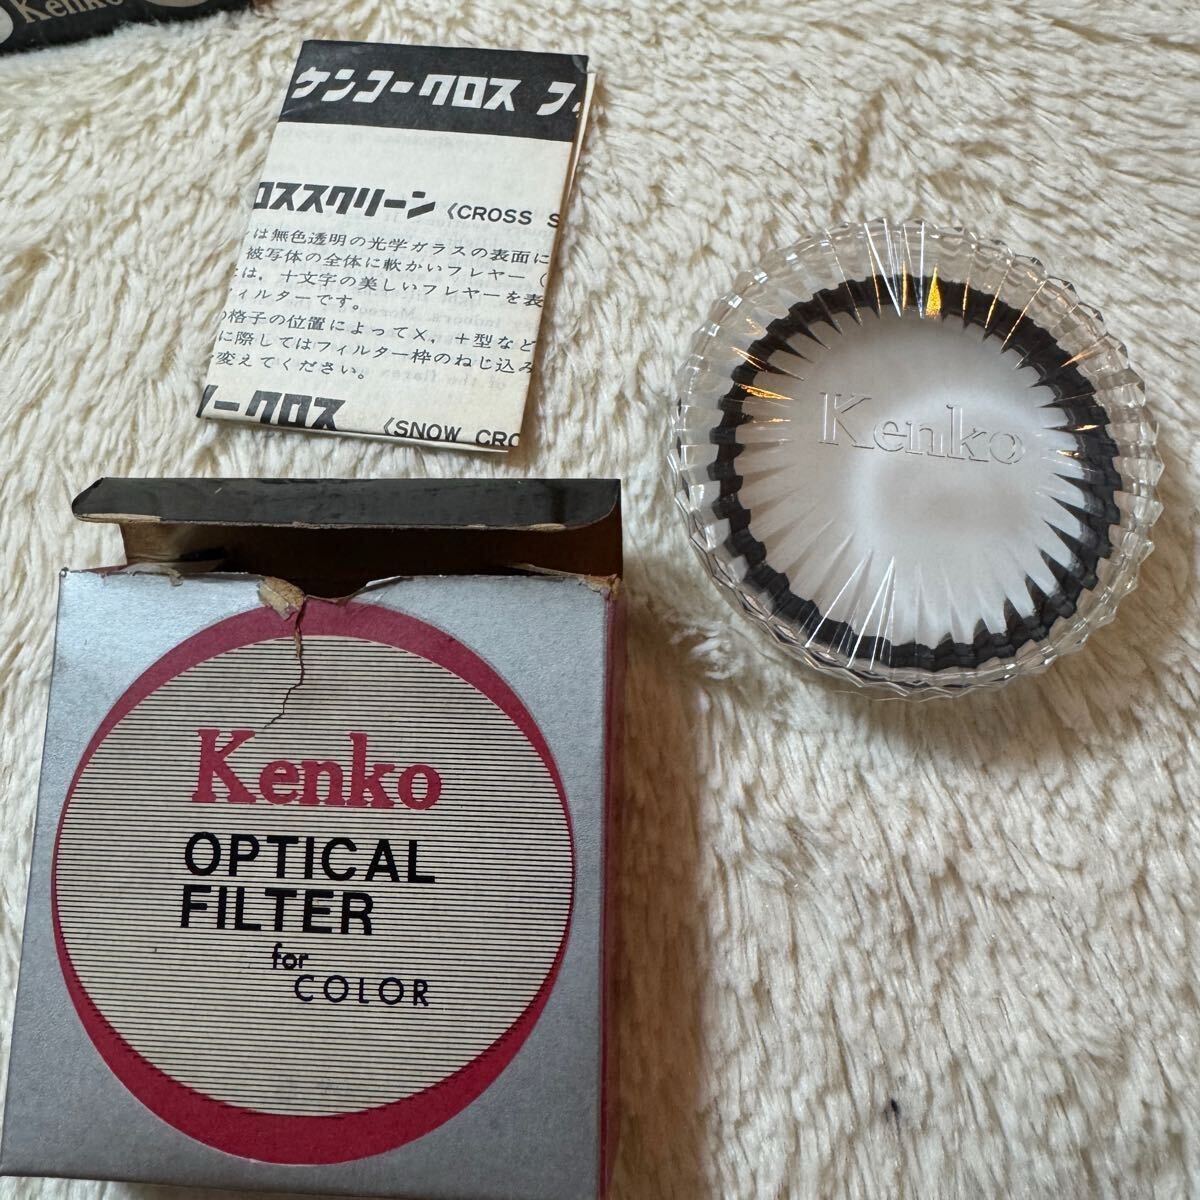 Kenko
ケンコークロス フ
ロススクリーン 〈CROSS S
は無色透明の光学ガラスの表面に
被写体の全体に軟かいフレヤー（
は，十文字の美しいフレヤーを表
ィルターです。
の格子の位置によって×，＋型など
に際してはフィルター枠のねじ込み
変えてください。
ークロス 〈SNOW CRO
Kenko
Kenko
OPTICAL
FILTER
for
COLOR